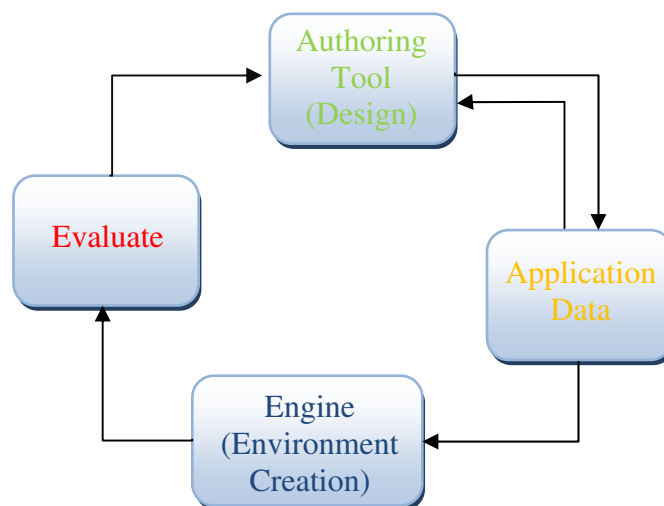 Authoring
Tool
(Design)
Evaluate
Application
Data
Engine
(Environment
Creation)